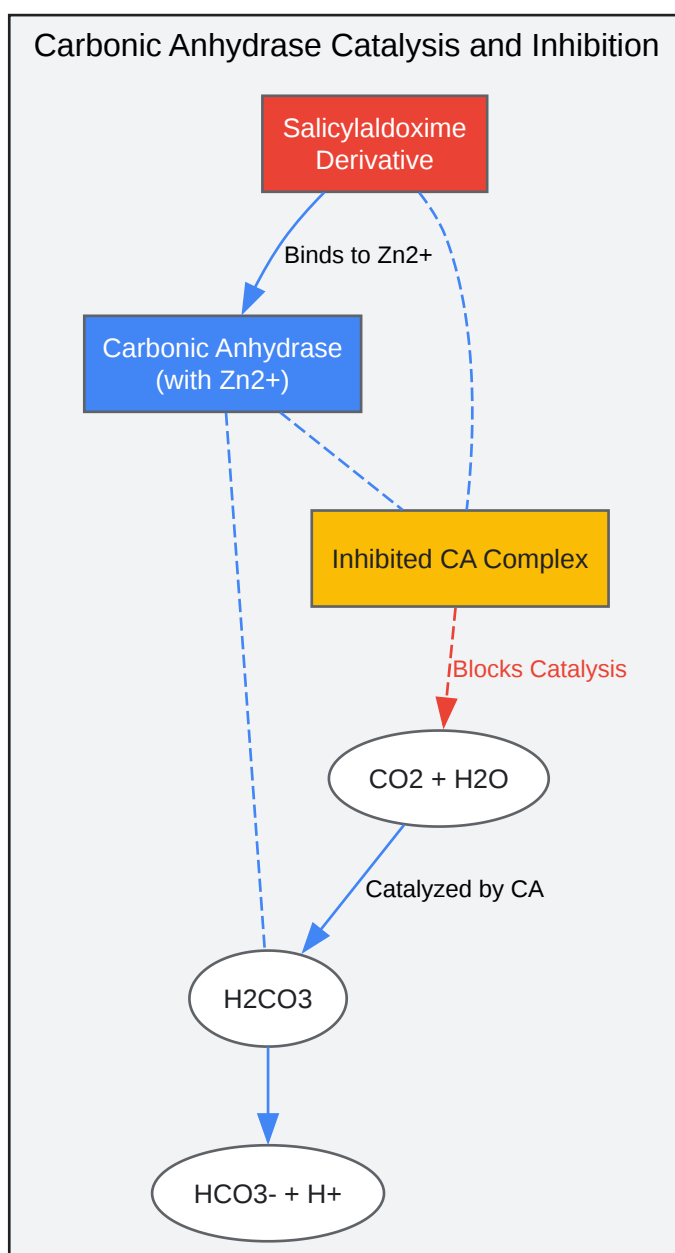 Carbonic Anhydrase Catalysis and Inhibition
Salicylaldoxime
Derivative
Binds to Zn2+
Carbonic Anhydrase
(with Zn2+)
Inhibited CA Complex
Blocks Catalysis
CO2 + H2O
Catalyzed by CA
H2CO3
HCO3- + H+